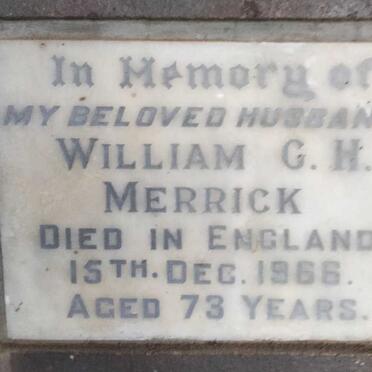 In Memory of
MY BELOVED HUSBAN
WILLIAM G. H.
MERRICK
DIED IN ENGLAND
15TH. DEC. 1966.
AGED 73 YEARS.